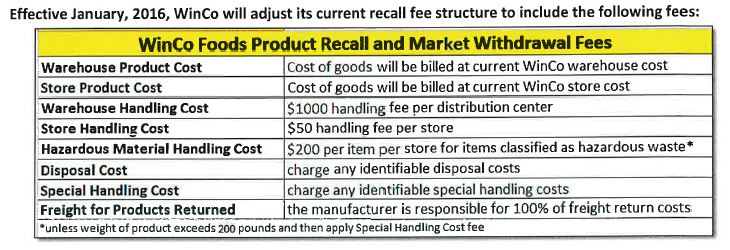 Effective January, 2016, WinCo will adjust its current recall fee structure to include the following fees:
WinCo Foods Product Recall and Market Withdrawal Fees
Warehouse Product Cost Cost of goods will be billed at current WinCo warehouse cost
Store Product Cost Cost of goods will be billed at current WinCo store cost
Warehouse Handling Cost $1000 handling fee per distribution center
Store Handling Cost $50 handling fee per store
Hazardous Material Handling Cost $200 per item per store for items classified as hazardous waste*
Disposal Cost charge any identifiable disposal costs
Special Handling Cost charge any identifiable special handling costs
Freight for Products Returned the manufacturer is responsible for 100% of freight return costs
*unless weight of product exceeds 200 pounds and then apply Special Handling Cost fee